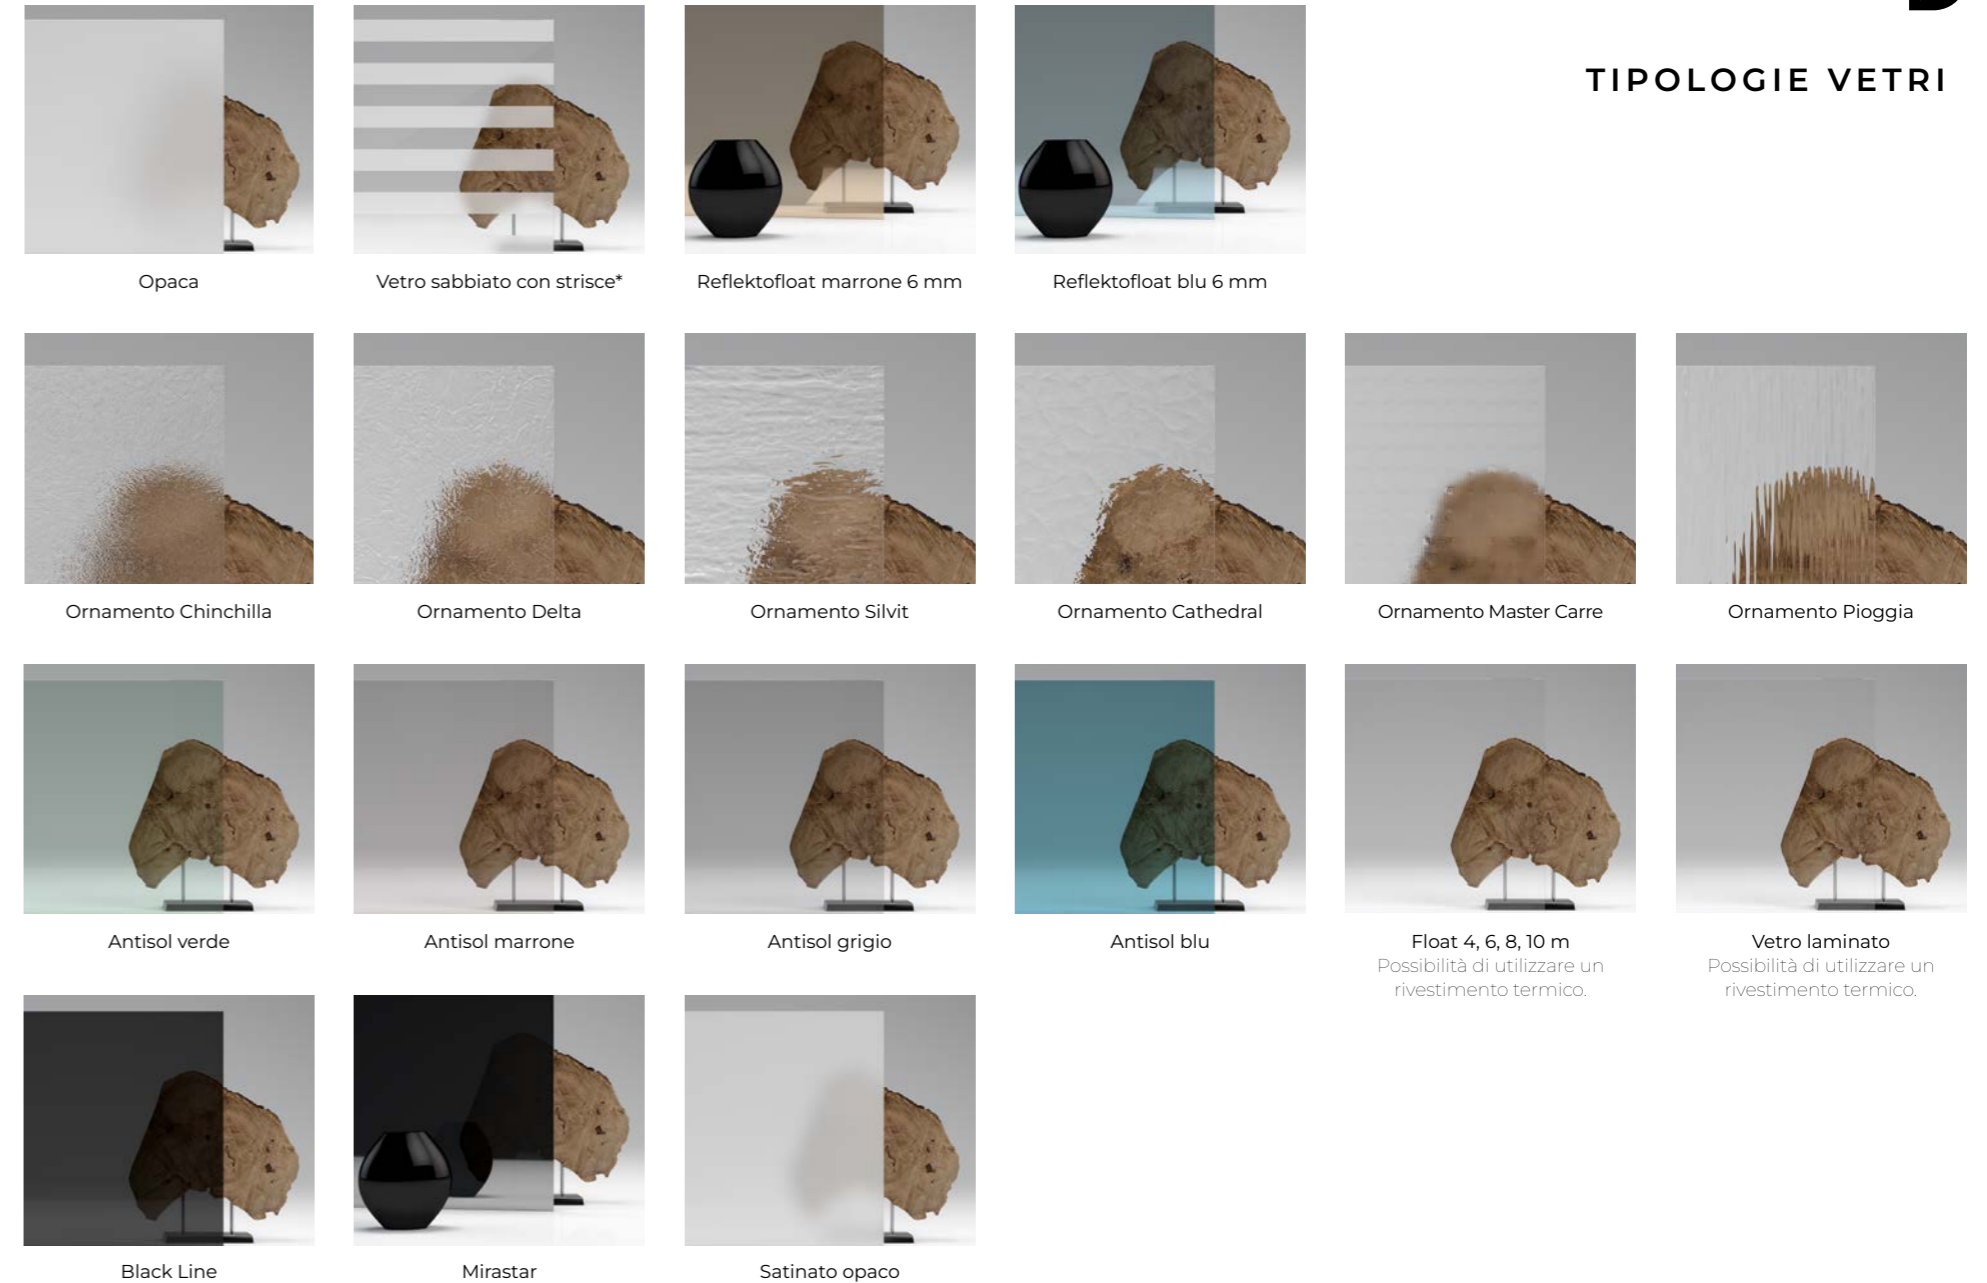 TIPOLOGIE VETRI
Opaca
Vetro sabbiato con strisce*
Reflektofloat marrone 6 mm
Reflektofloat blu 6 mm
Ornamento Chinchilla
Ornamento Delta
Ornamento Silvit
Ornamento Cathedral
Ornamento Master Carre
Ornamento Pioggia
Antisol verde
Antisol marrone
Antisol grigio
Antisol blu
Float 4, 6, 8, 10 m
Possibilità di utilizzare un
rivestimento termico.
Vetro laminato
Possibilità di utilizzare un
rivestimento termico.
Black Line
Mirastar
Satinato opaco